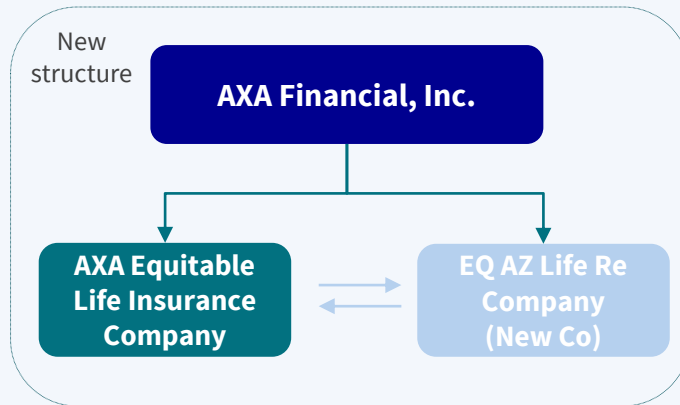 New
structure
AXA Financial, Inc.
AXA Equitable
Life Insurance
Company
EQ AZ Life Re
Company
(New Co)